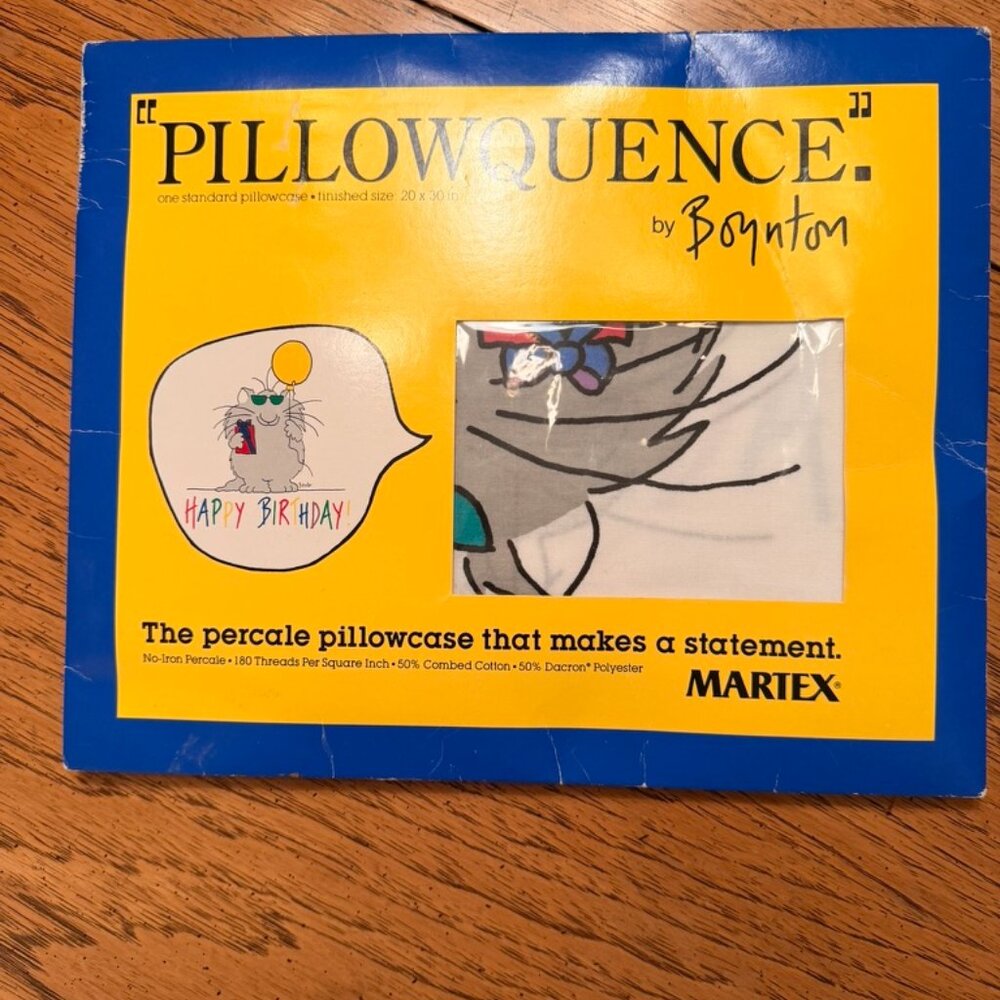 "PILLOWQUENCE."
one standard pillowcase • finished size: 20 x 30 in
by Boynton
HAPPY BIRTHDAY!
The percale pillowcase that makes a statement.
No-Iron Percale • 180 Threads Per Square Inch • 50% Combed Cotton • 50% Dacron® Polyester
MARTEX®